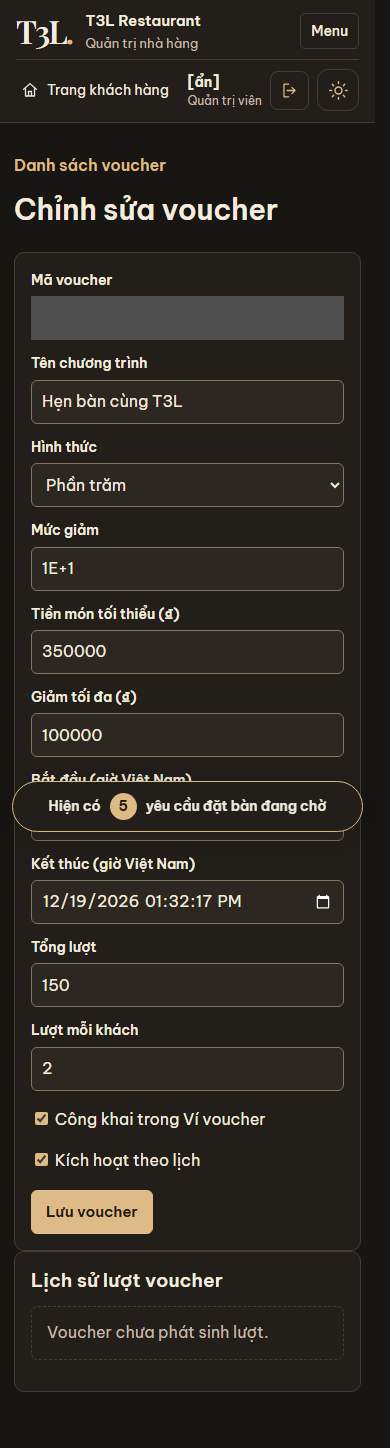 T3L.
T3L Restaurant
Quản trị nhà hàng
Menu
Trang khách hàng
[ẩn]
Quản trị viên
Danh sách voucher
Chỉnh sửa voucher
Mã voucher
Tên chương trình
Hẹn bàn cùng T3L
Hình thức
Phần trăm
Mức giảm
1E+1
Tiền món tối thiểu (₫)
350000
Giảm tối đa (₫)
100000
Bắt đầu (giờ Việt Nam)
Hiện có 5 yêu cầu đặt bàn đang chờ
Kết thúc (giờ Việt Nam)
12/19/2026 01:32:17 PM
Tổng lượt
150
Lượt mỗi khách
2
Công khai trong Ví voucher
Kích hoạt theo lịch
Lưu voucher
Lịch sử lượt voucher
Voucher chưa phát sinh lượt.